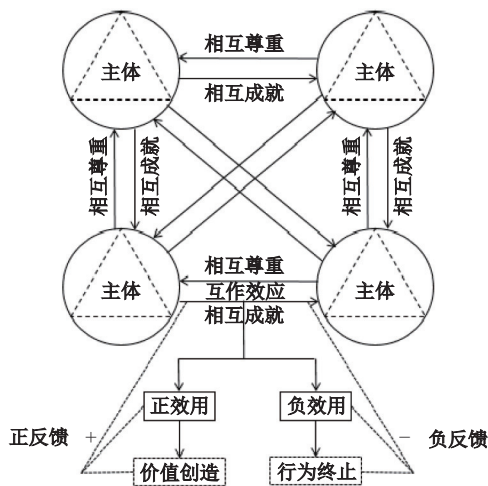 相互尊重
主体
主体
相互成就
相互尊重
相互成就
相互尊重
相互成就
相互尊重
主体
互作效应
主体
相互成就
正效用
负效用
正反馈
+
−
负反馈
价值创造
行为终止